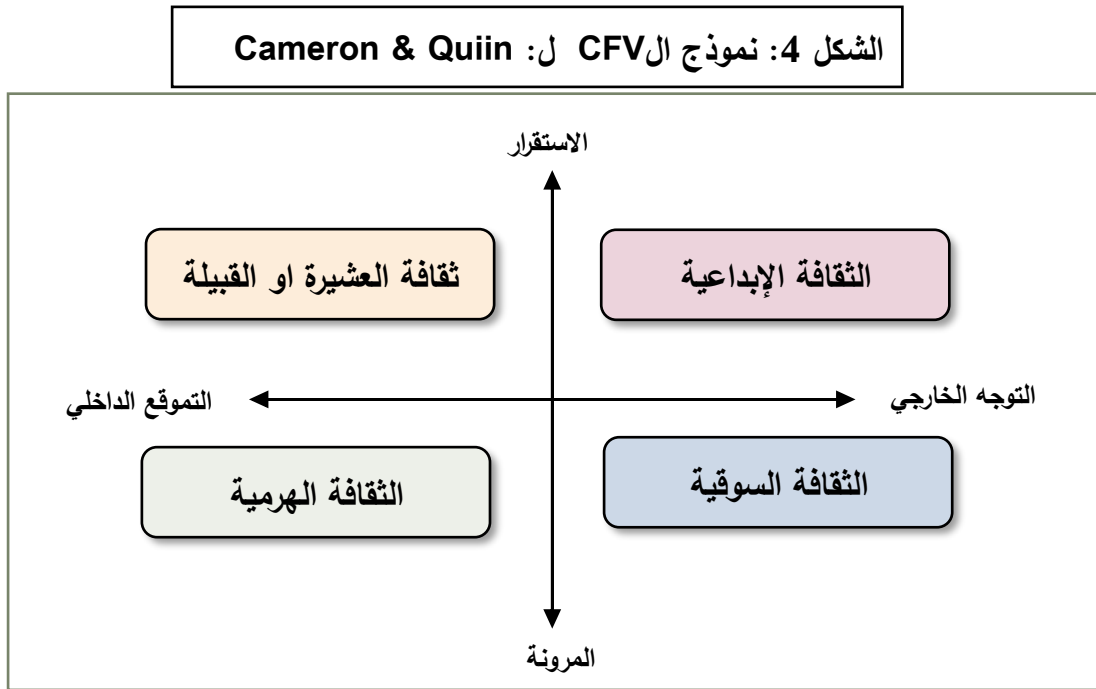 الشكل 4: نموذج الCFV ل: Cameron & Quiin
الاستقرار
الثقافة الإبداعية
ثقافة العشيرة او القبيلة
التوجه الخارجي
التموقع الداخلي
الثقافة السوقية
الثقافة الهرمية
المرونة